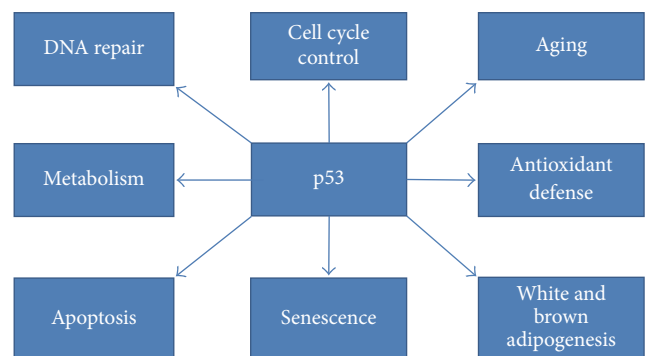 DNA repair
Cell cycle
control
Aging
Metabolism
p53
Antioxidant
defense
Apoptosis
Senescence
White and
brown
adipogenesis